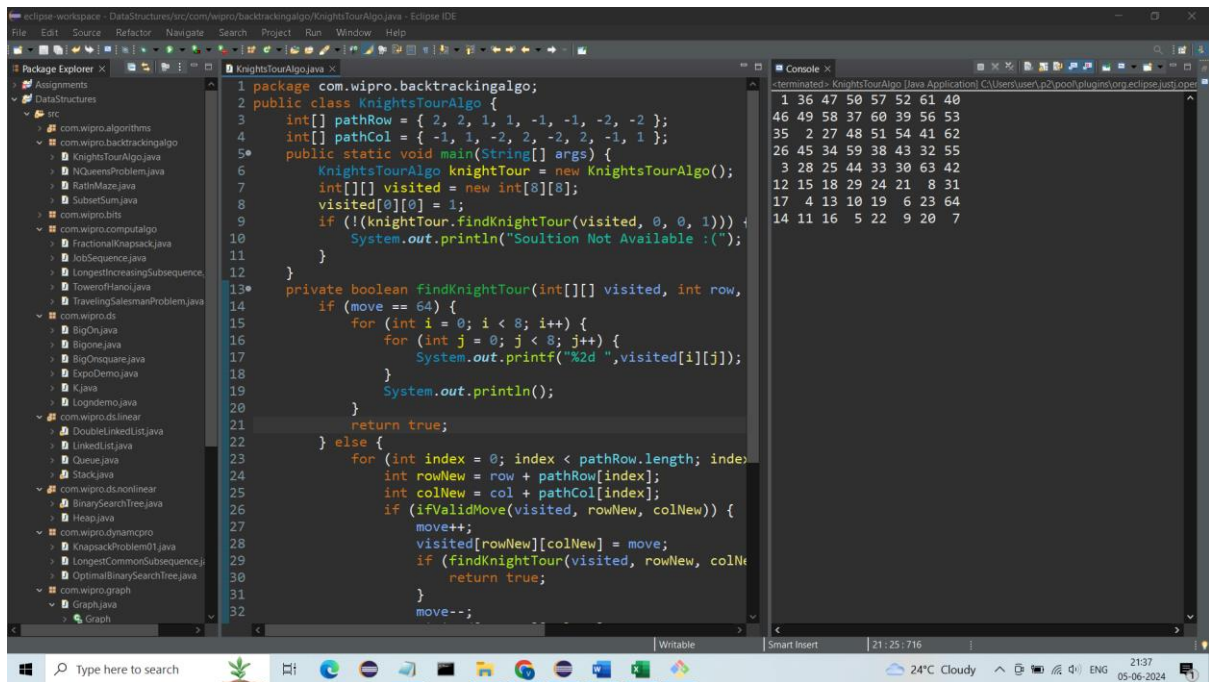 eclipse-workspace - DataStructures/src/com/wipro/backtrackingalgo/KnightsTourAlgo.java - Eclipse IDE
File Edit Source Refactor Navigate Search Project Run Window Help
Package Explorer
Assignments
DataStructures
src
com.wipro.algorithms
com.wipro.backtrackingalgo
KnightsTourAlgo.java
NQueensProblem.java
RatInMaze.java
SubsetSum.java
com.wipro.bits
com.wipro.computalgo
FractionalKnapsack.java
JobSequence.java
LongestIncreasingSubsequence.
TowerofHanoi.java
TravelingSalesmanProblem.java
com.wipro.ds
BigOn.java
Bigone.java
BigOnsquare.java
ExpoDemo.java
K.java
Logndemo.java
com.wipro.ds.linear
DoubleLinkedList.java
LinkedList.java
Queue.java
Stack.java
com.wipro.ds.nonlinear
BinarySearchTree.java
Heap.java
com.wipro.dynamcpro
KnapsackProblem01.java
LongestCommonSubsequence.ja
OptimalBinarySearchTree.java
com.wipro.graph
Graph.java
Graph
KnightsTourAlgo.java
1 package com.wipro.backtrackingalgo;
2 public class KnightsTourAlgo {
3 int[] pathRow = { 2, 2, 1, 1, -1, -1, -2, -2 };
4 int[] pathCol = { -1, 1, -2, 2, -2, 2, -1, 1 };
5 public static void main(String[] args) {
6 KnightsTourAlgo knightTour = new KnightsTourAlgo();
7 int[][] visited = new int[8][8];
8 visited[0][0] = 1;
9 if (!(knightTour.findKnightTour(visited, 0, 0, 1))) {
10 System.out.println("Soultion Not Available :(");
11 }
12 }
13 private boolean findKnightTour(int[][] visited, int row,
14 if (move == 64) {
15 for (int i = 0; i < 8; i++) {
16 for (int j = 0; j < 8; j++) {
17 System.out.printf("%2d ",visited[i][j]);
18 }
19 System.out.println();
20 }
21 return true;
22 } else {
23 for (int index = 0; index < pathRow.length; index
24 int rowNew = row + pathRow[index];
25 int colNew = col + pathCol[index];
26 if (ifValidMove(visited, rowNew, colNew)) {
27 move++;
28 visited[rowNew][colNew] = move;
29 if (findKnightTour(visited, rowNew, colNe
30 return true;
31 }
32 move--;
Console
<terminated> KnightsTourAlgo [Java Application] C:\Users\user\.p2\pool\plugins\org.eclipse.justj.oper
1 36 47 50 57 52 61 40
46 49 58 37 60 39 56 53
35 2 27 48 51 54 41 62
26 45 34 59 38 43 32 55
3 28 25 44 33 30 63 42
12 15 18 29 24 21 8 31
17 4 13 10 19 6 23 64
14 11 16 5 22 9 20 7
Writable Smart Insert 21 : 25 : 716
Type here to search
24°C Cloudy ENG 21:37
05-06-2024